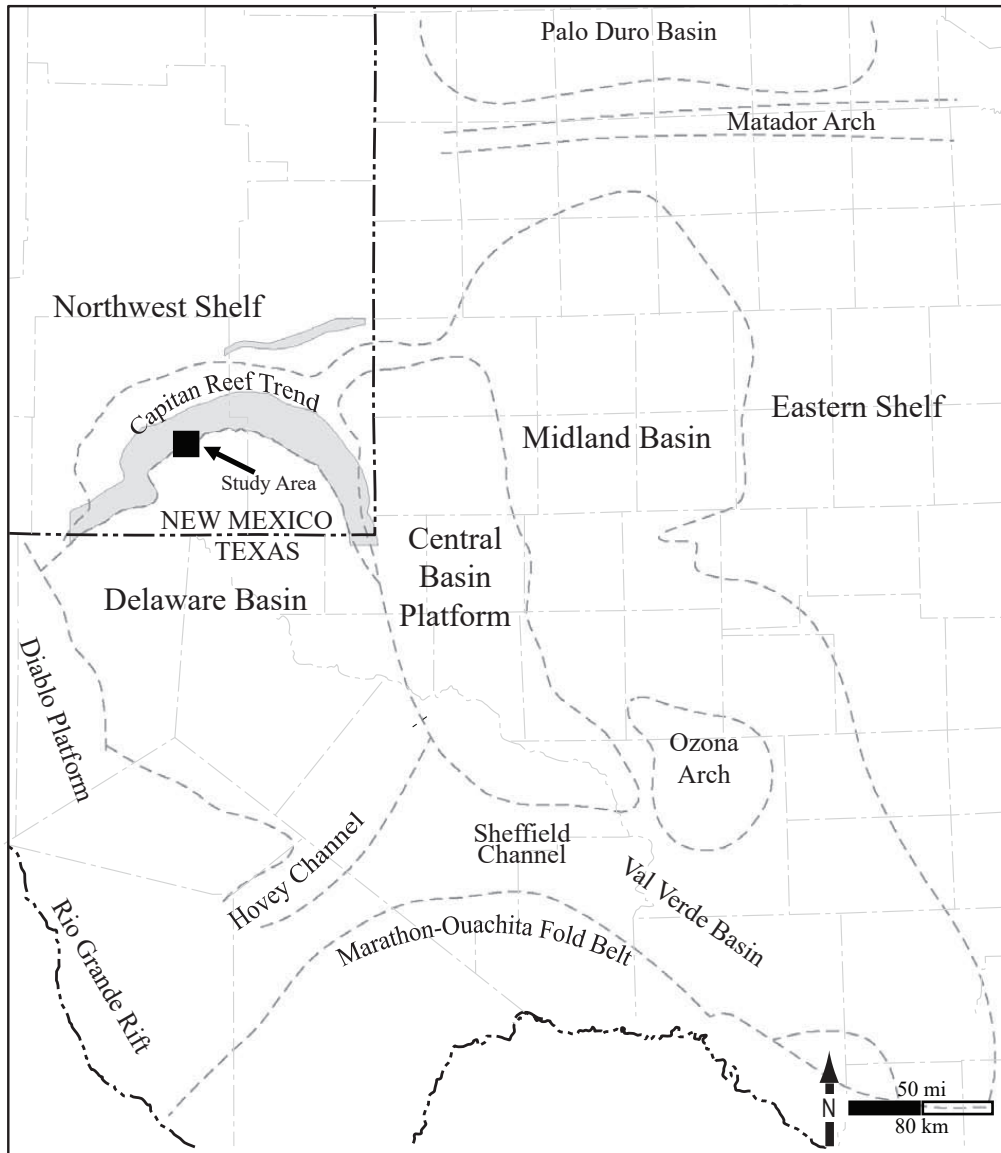 Palo Duro Basin
Matador Arch
Northwest Shelf
Capitan Reef Trend
Eastern Shelf
Midland Basin
Study Area
NEW MEXICO
TEXAS
Central
Basin
Platform
Delaware Basin
Diablo Platform
Ozona
Arch
Sheffield
Channel
Hovey Channel
Val Verde Basin
Marathon-Ouachita Fold Belt
Rio Grande Rift
N
50 mi
80 km